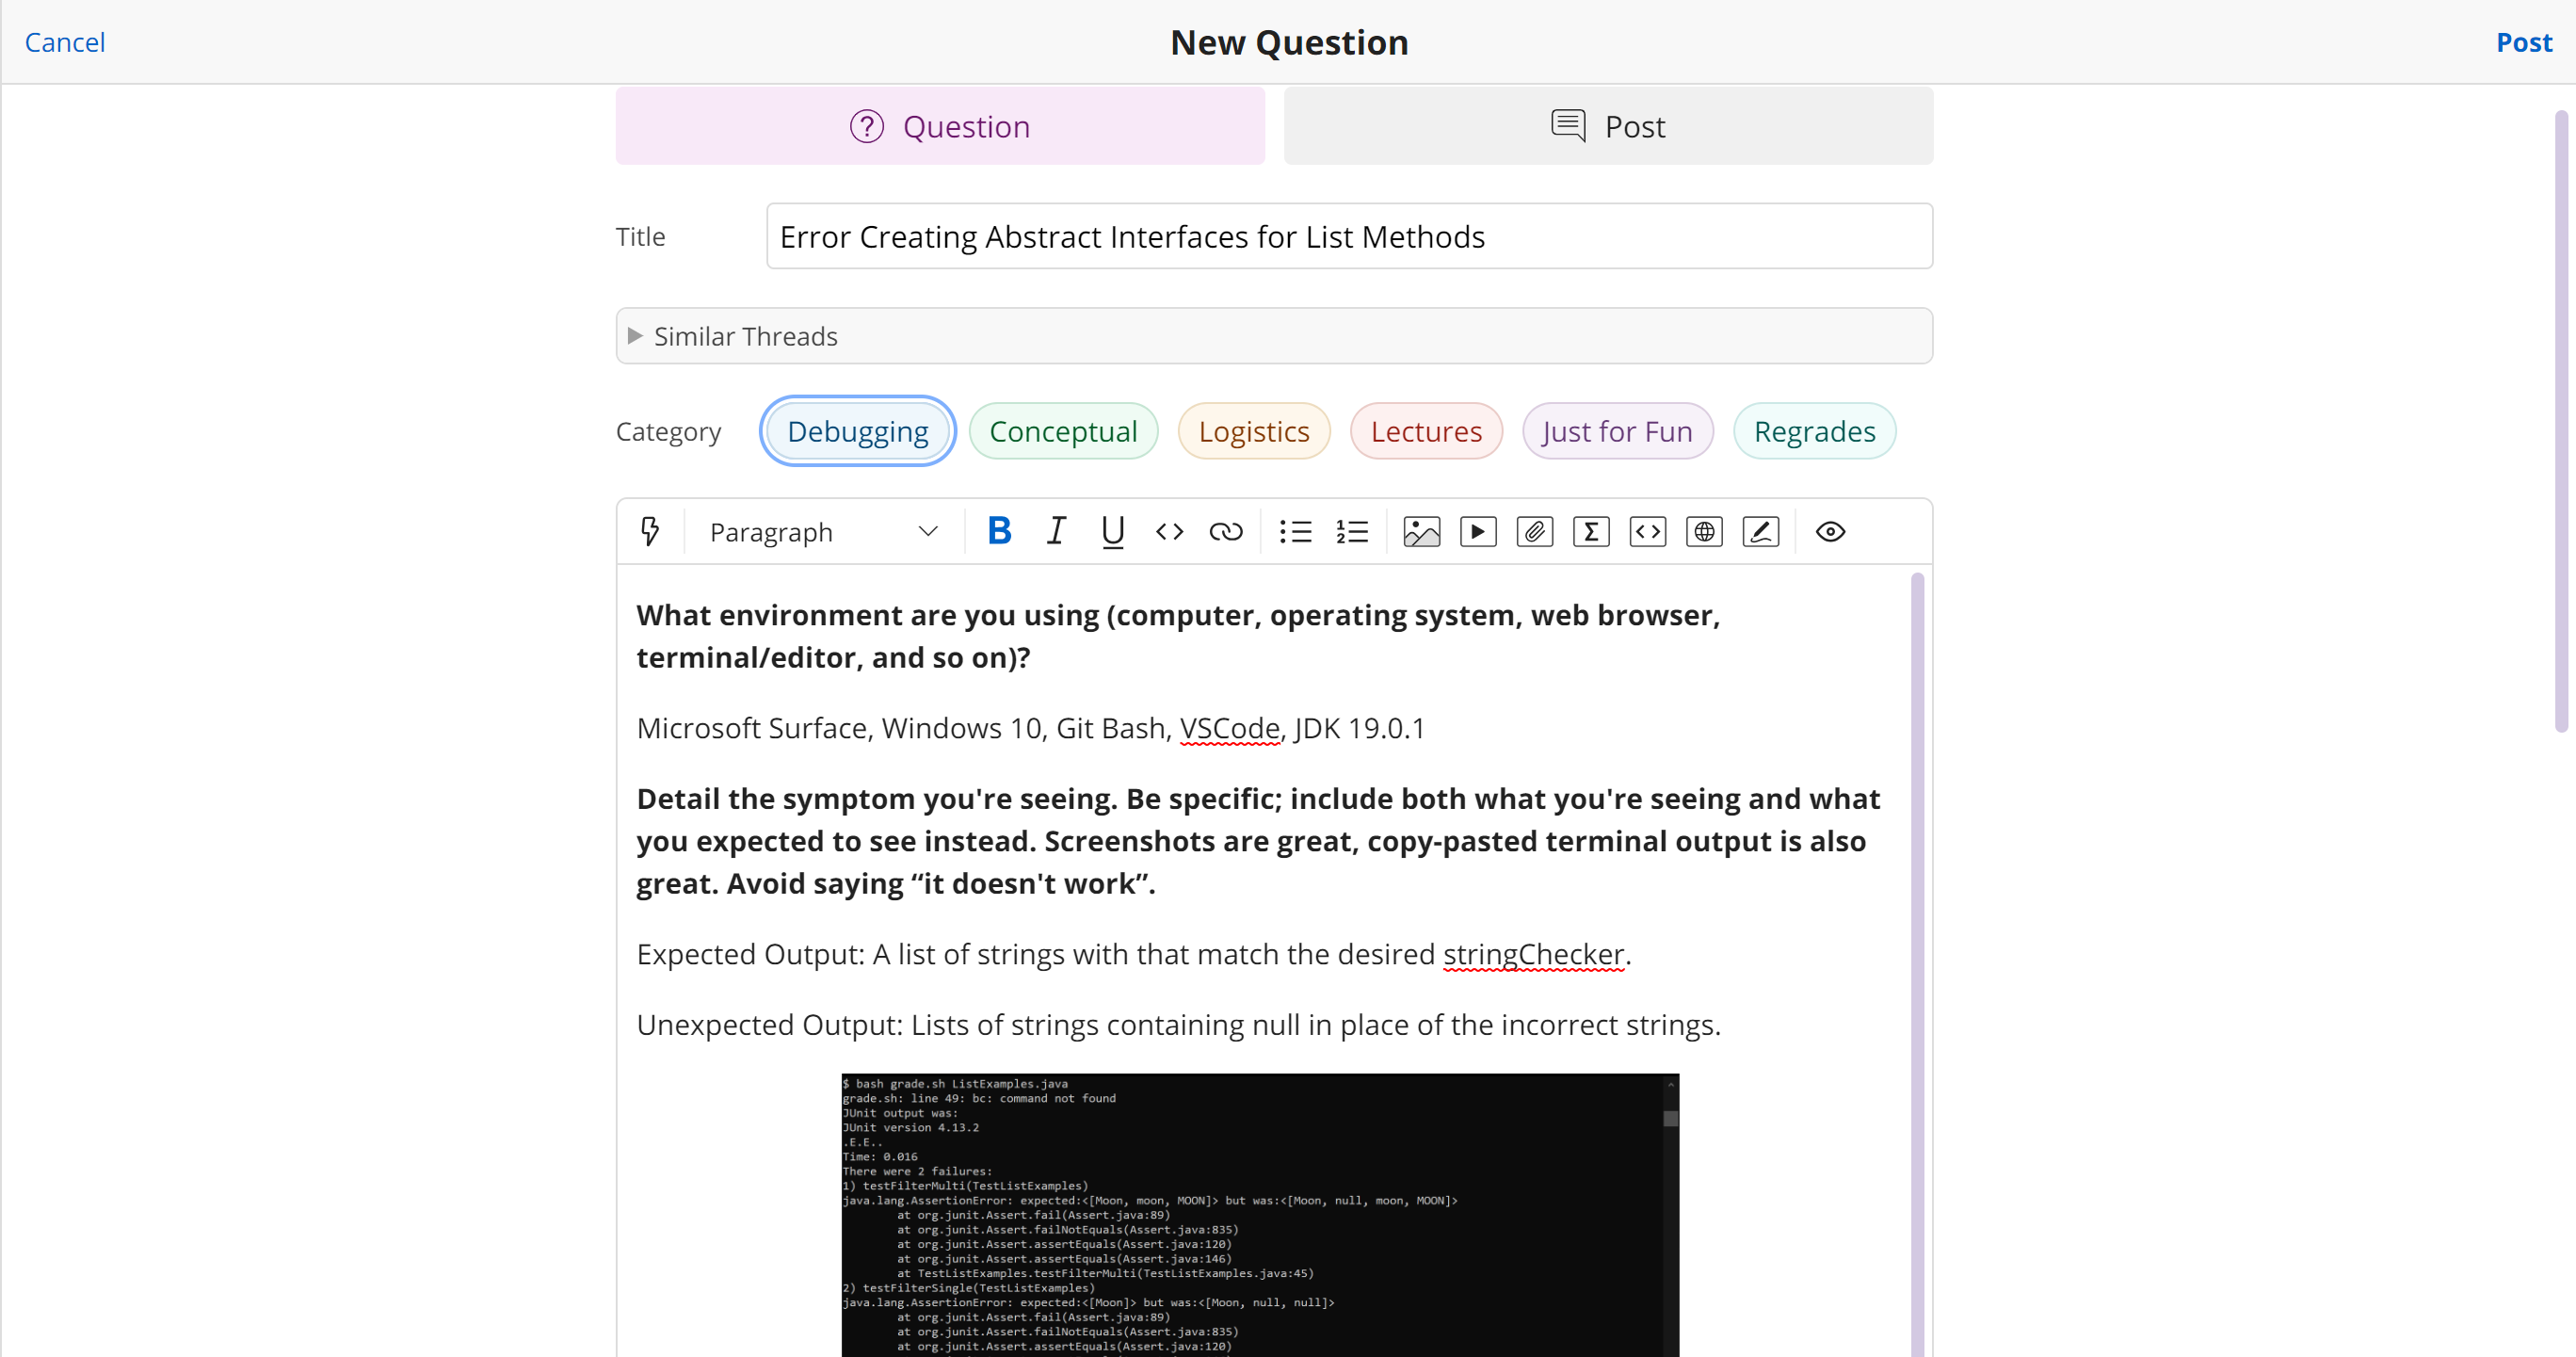 Cancel
New Question
Post
Question
Post
Title
Error Creating Abstract Interfaces for List Methods
Similar Threads
Category
Debugging
Conceptual
Logistics
Lectures
Just for Fun
Regrades
Paragraph
B I U
What environment are you using (computer, operating system, web browser,
terminal/editor, and so on)?
Microsoft Surface, Windows 10, Git Bash, VSCode, JDK 19.0.1
Detail the symptom you're seeing. Be specific; include both what you're seeing and what
you expected to see instead. Screenshots are great, copy-pasted terminal output is also
great. Avoid saying “it doesn't work”.
Expected Output: A list of strings with that match the desired stringChecker.
Unexpected Output: Lists of strings containing null in place of the incorrect strings.
$ bash grade.sh ListExamples.java
grade.sh: line 49: bc: command not found
JUnit output was:
JUnit version 4.13.2
.E.E..
Time: 0.016
There were 2 failures:
1) testFilterMulti(TestListExamples)
java.lang.AssertionError: expected:<[Moon, moon, MOON]> but was:<[Moon, null, moon, MOON]>
at org.junit.Assert.fail(Assert.java:89)
at org.junit.Assert.failNotEquals(Assert.java:835)
at org.junit.Assert.assertEquals(Assert.java:120)
at org.junit.Assert.assertEquals(Assert.java:146)
at TestListExamples.testFilterMulti(TestListExamples.java:45)
2) testFilterSingle(TestListExamples)
java.lang.AssertionError: expected:<[Moon]> but was:<[Moon, null, null]>
at org.junit.Assert.fail(Assert.java:89)
at org.junit.Assert.failNotEquals(Assert.java:835)
at org.junit.Assert.assertEquals(Assert.java:120)